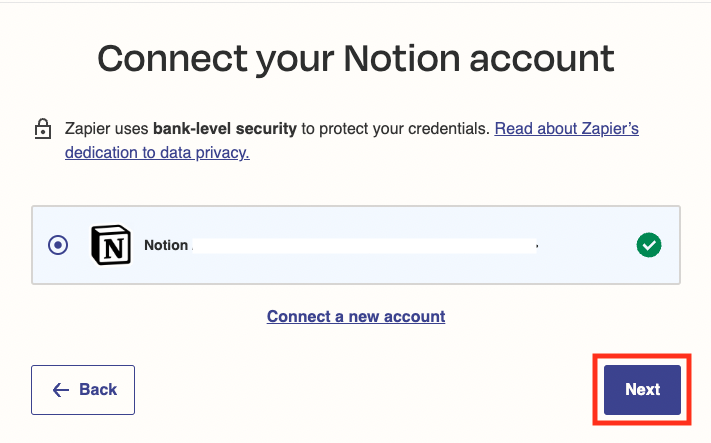 Connect your Notion account
Zapier uses bank-level security to protect your credentials. Read about Zapier’s
dedication to data privacy.
Notion
Connect a new account
← Back
Next